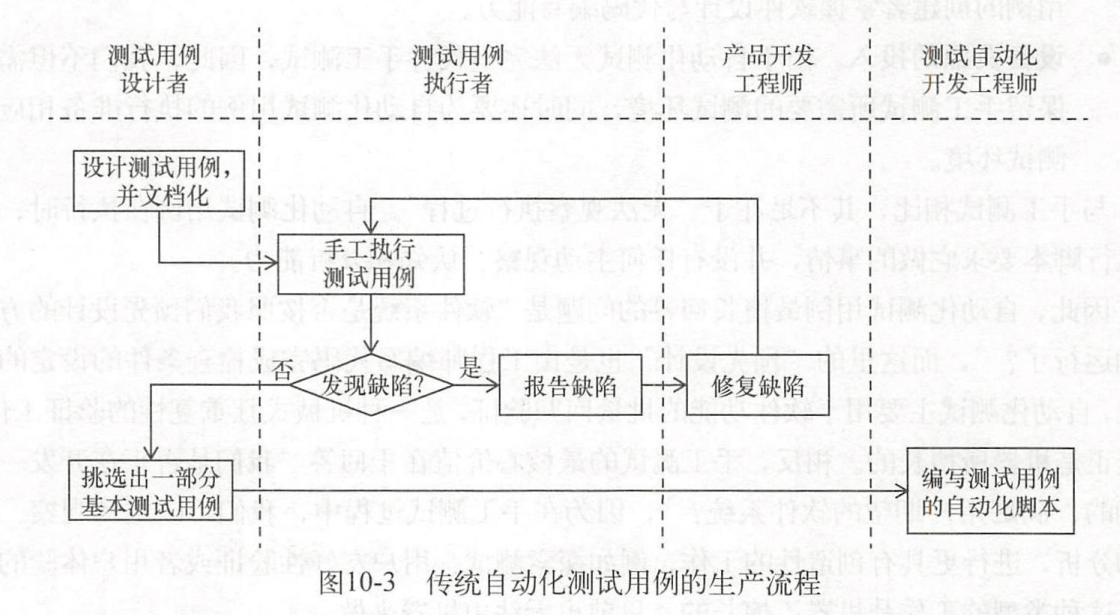 测试用例
设计者
测试用例
执行者
产品开发
工程师
测试自动化
开发工程师
设计测试用例,
并文档化
手工执行
测试用例
否
发现缺陷?
是
报告缺陷
修复缺陷
挑选出一部分
基本测试用例
编写测试用例
的自动化脚本
图10-3 传统自动化测试用例的生产流程